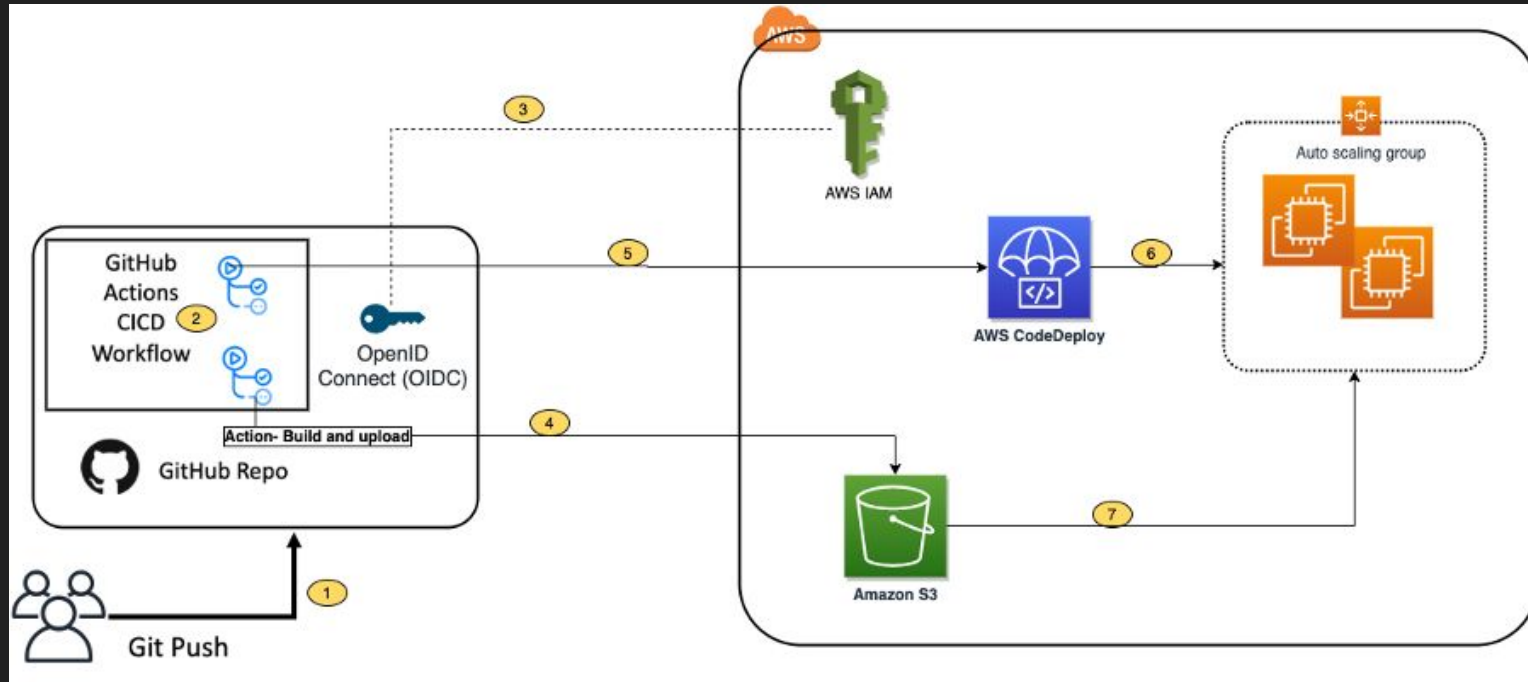 AWS
3
AWS IAM
Auto scaling group
GitHub
Actions
CICD
Workflow
2
OpenID
Connect (OIDC)
5
AWS CodeDeploy
6
Action- Build and upload
4
GitHub Repo
Amazon S3
7
1
Git Push